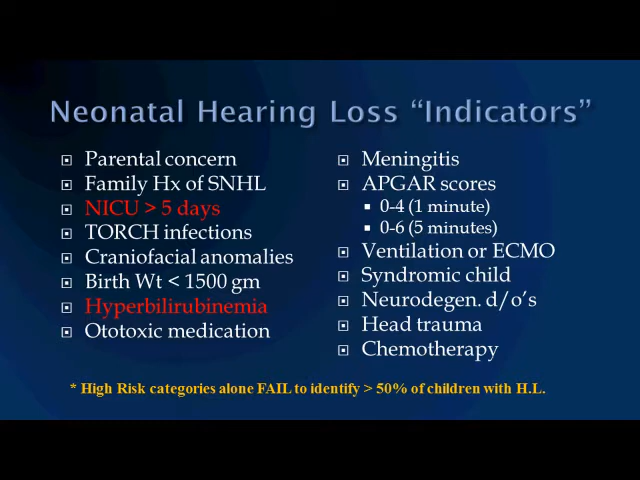 Neonatal Hearing Loss “Indicators”
Parental concern
Family Hx of SNHL
NICU > 5 days
TORCH infections
Craniofacial anomalies
Birth Wt < 1500 gm
Hyperbilirubinemia
Ototoxic medication
Meningitis
APGAR scores
0-4 (1 minute)
0-6 (5 minutes)
Ventilation or ECMO
Syndromic child
Neurodegen. d/o’s
Head trauma
Chemotherapy
* High Risk categories alone FAIL to identify > 50% of children with H.L.